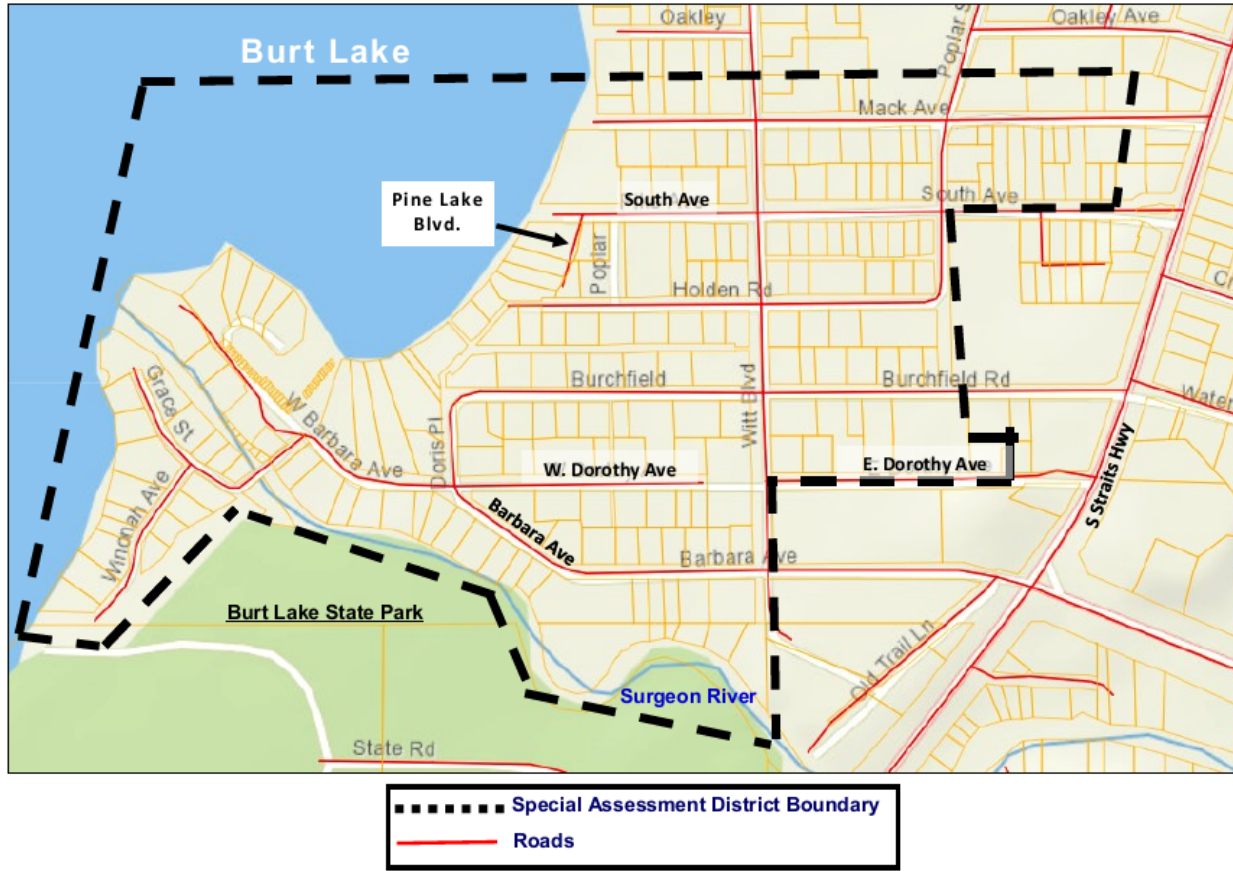 Oakley
Poplar S
Oakley Ave
Burt Lake
Mack Ave
Pine Lake
Blvd.
South Ave
South Ave
Poplar
Holden Rd
Burchfield
Burchfield Rd
Witt Blvd
Water
Grace St
W Barbara Ave
Doris Pl
W. Dorothy Ave
E. Dorothy Ave
S Straits Hwy
Winonah Ave
Barbara Ave
Barbara Ave
Burt Lake State Park
Old Trail Ln
Surgeon River
State Rd
Special Assessment District Boundary
Roads